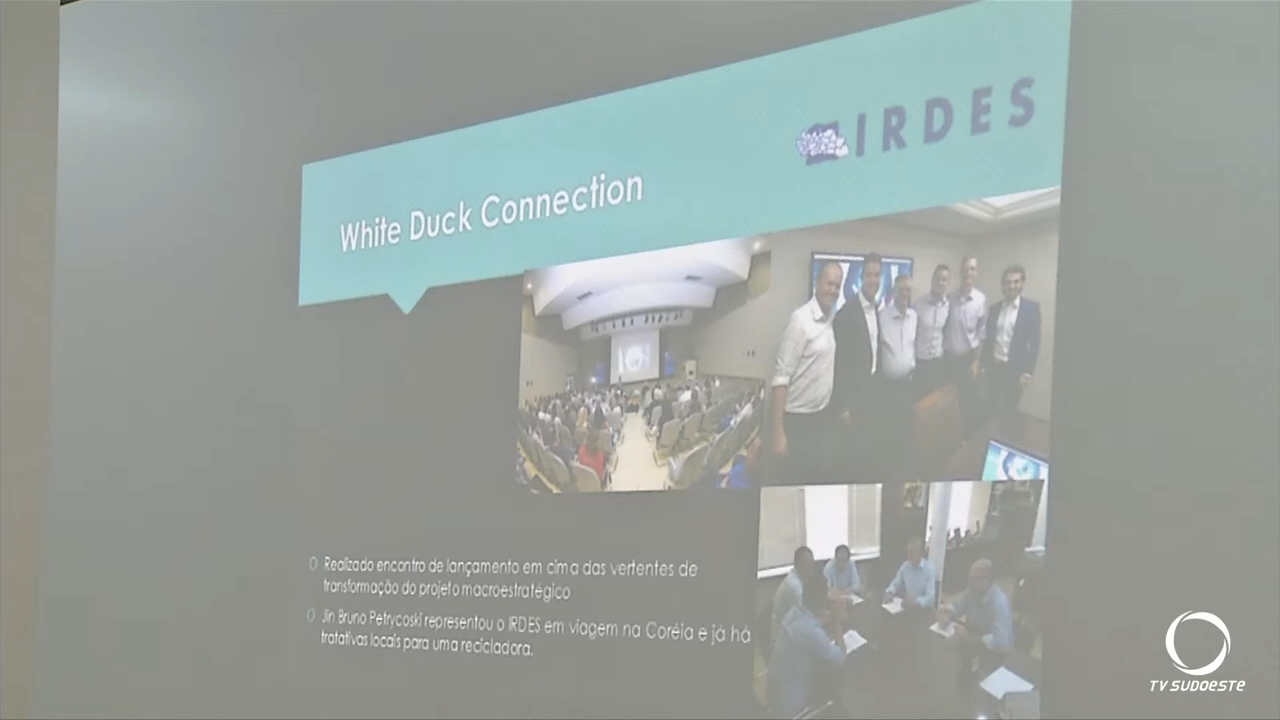 IRDES
White Duck Connection
Realizado encontro de lançamento em cima das vertentes de
transformação do projeto macroestratégico
Jin Bruno Petrycoski representou o IRDES em viagem na Coréia e já há
tratativas locais para uma recicladora.
TV SUDOESTE